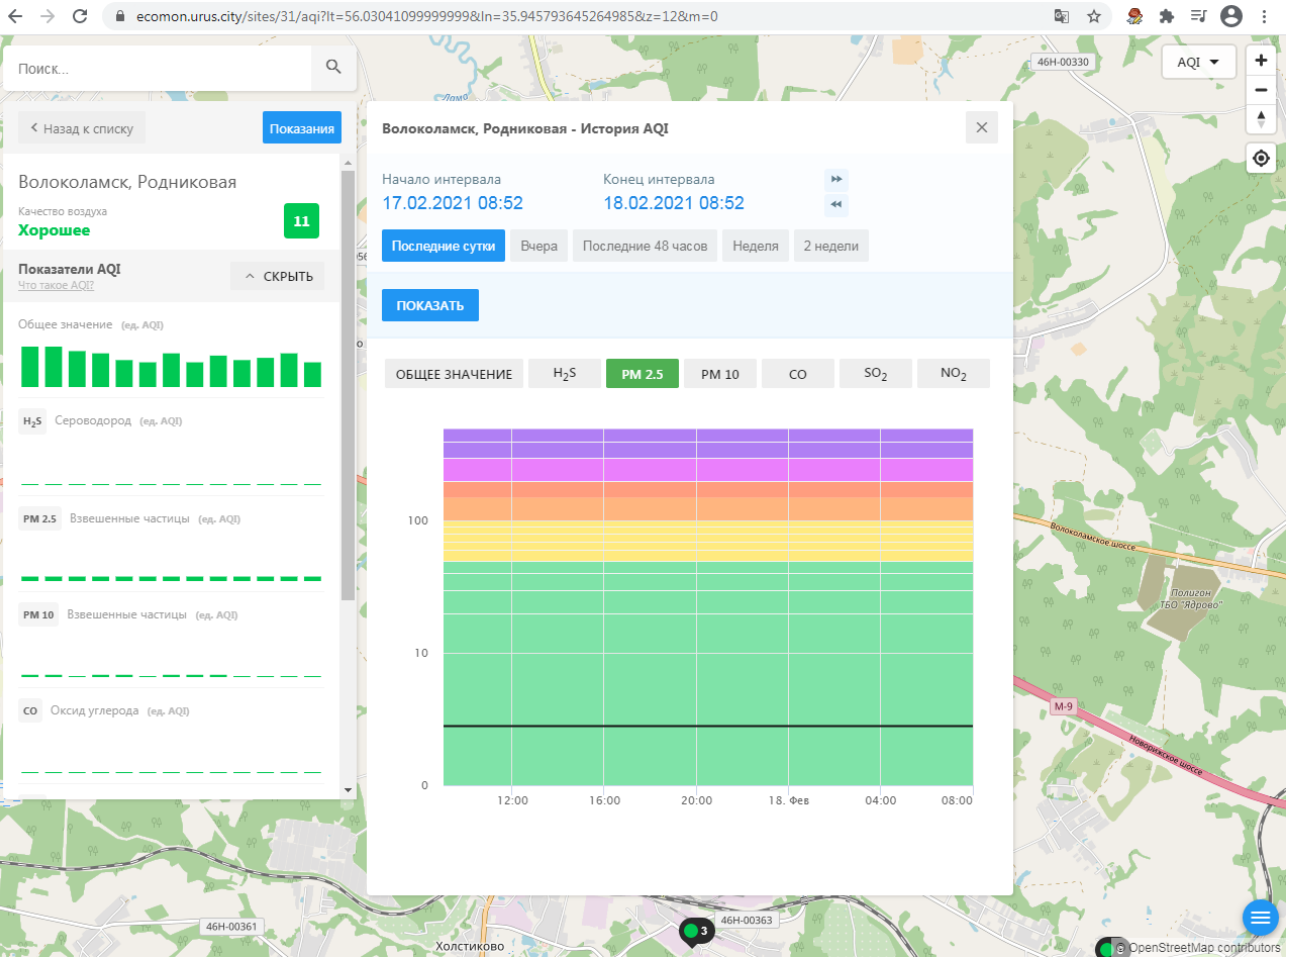 ecomon.urus.city/sites/31/aqi?lt=56.03041099999999&ln=35.945793645264985&z=12&m=0
Поиск...
46Н-00330
AQI
Ломо
Назад к списку
Показания
Волоколамск, Родниковая - История AQI
Волоколамск, Родниковая
Качество воздуха
Хорошее
11
Начало интервала
Конец интервала
17.02.2021 08:52
18.02.2021 08:52
Последние сутки
Вчера
Последние 48 часов
Неделя
2 недели
Показатели AQI
Что такое AQI?
СКРЫТЬ
ПОКАЗАТЬ
Общее значение (ед. AQI)
ОБЩЕЕ ЗНАЧЕНИЕ
H2S
PM 2.5
PM 10
CO
SO2
NO2
H2S Сероводород (ед. AQI)
PM 2.5 Взвешенные частицы (ед. AQI)
PM 10 Взвешенные частицы (ед. AQI)
CO Оксид углерода (ед. AQI)
100
10
0
12:00
16:00
20:00
18. Фев
04:00
08:00
Волоколамское шоссе
Полигон
ТБО "Ядрово"
М-9
Новорижское шоссе
46Н-00361
46Н-00363
3
Холстиково
© OpenStreetMap contributors